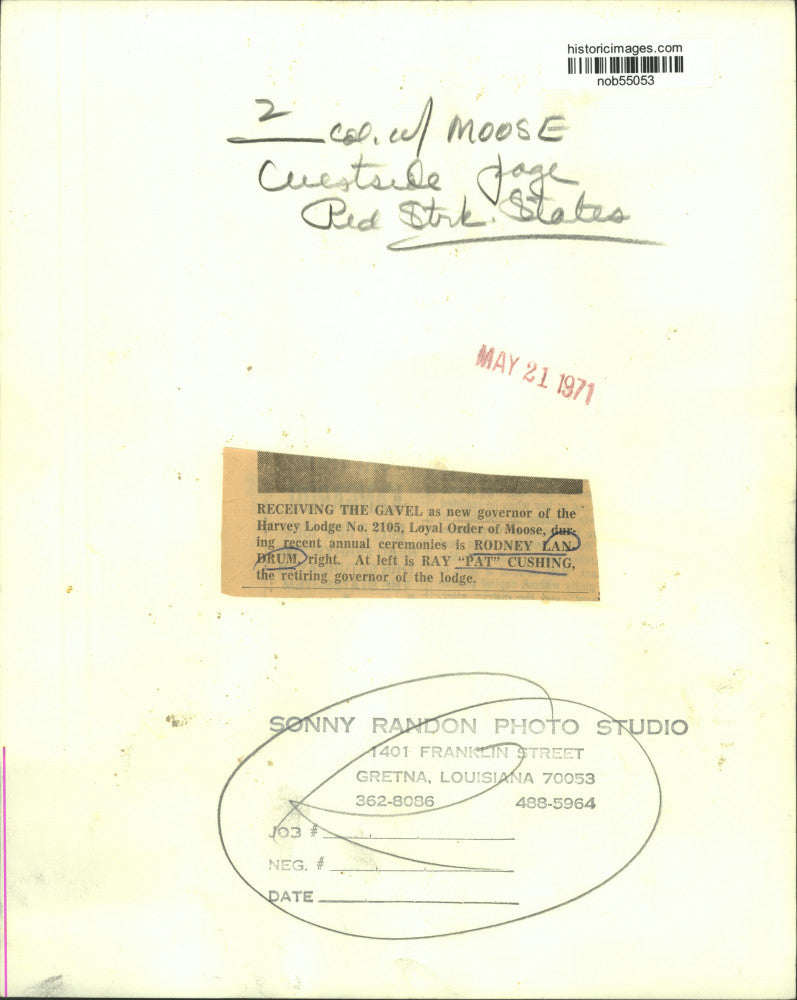 historicimages.com
nob55053
2 col. w/ MOOSE
Westside page
Red Strk. States
MAY 21 1971
RECEIVING THE GAVEL as new governor of the
Harvey Lodge No. 2105, Loyal Order of Moose, dur-
ing recent annual ceremonies is RODNEY LAN-
DRUM, right. At left is RAY "PAT" CUSHING,
the retiring governor of the lodge.
SONNY RANDON PHOTO STUDIO
1401 FRANKLIN STREET
GRETNA, LOUISIANA 70053
362-8086 488-5964
JOB #
NEG. #
DATE